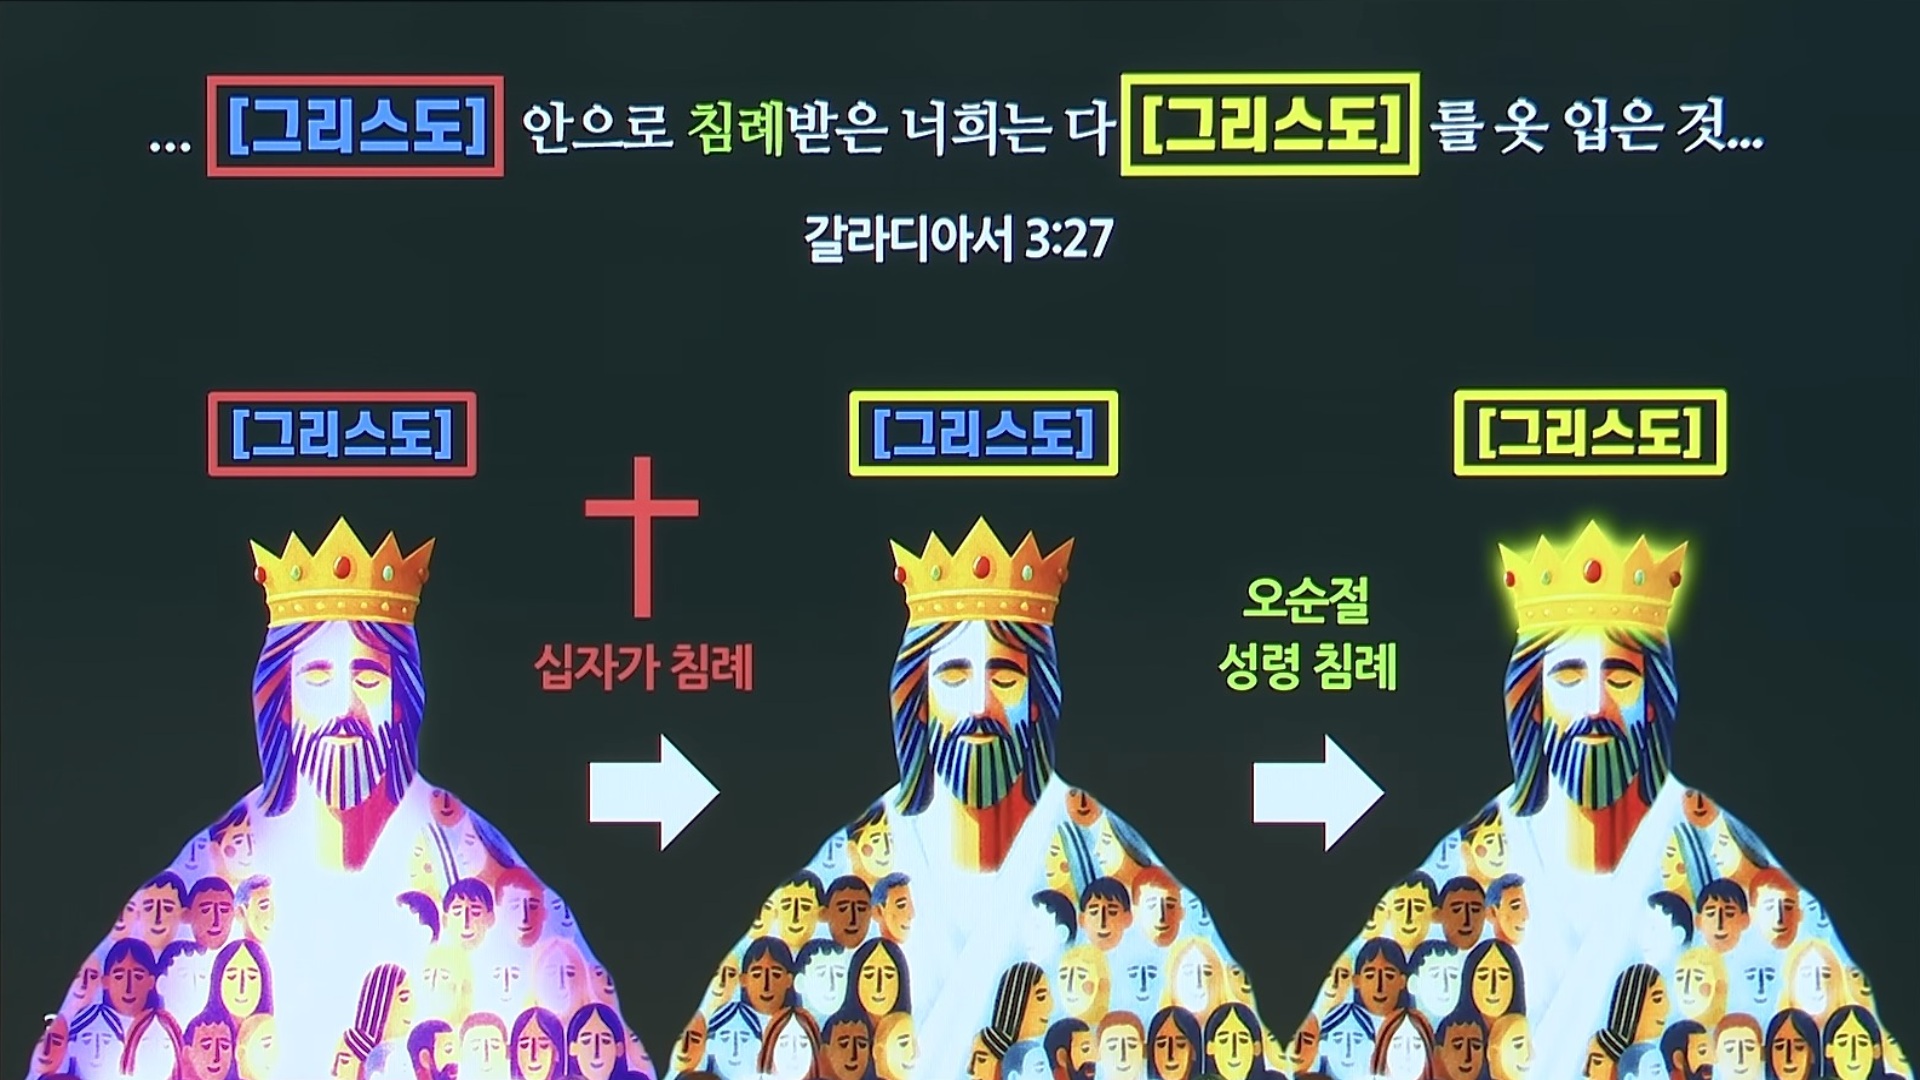 ... [그리스도] 안으로 침례받은 너희는 다 [그리스도] 를 옷 입은 것...
갈라디아서 3:27
[그리스도]
[그리스도]
[그리스도]
십자가 침례
오순절
성령 침례